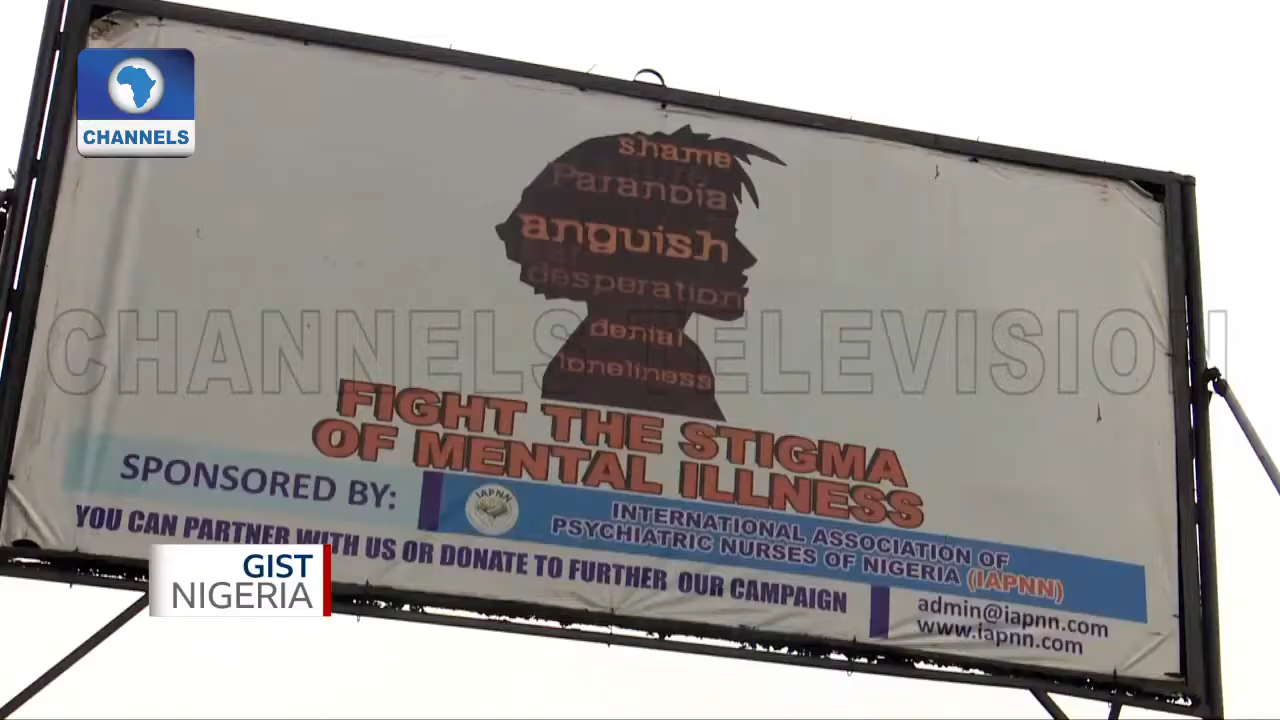 CHANNELS
shame
Paranoia
anguish
desperation
denial
loneliness
CHANNELS TELEVISION
FIGHT THE STIGMA
OF MENTAL ILLNESS
SPONSORED BY:
IAPNN
INTERNATIONAL ASSOCIATION OF
PSYCHIATRIC NURSES OF NIGERIA (IAPNN)
YOU CAN PARTNER WITH US OR DONATE TO FURTHER OUR CAMPAIGN
admin@iapnn.com
www.iapnn.com
GIST
NIGERIA